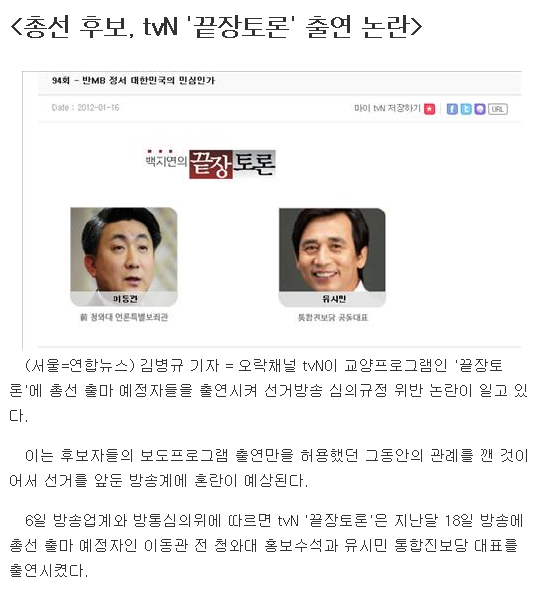 <총선 후보, tvN '끝장토론' 출연 논란>
94회 - 반MB 정서 대한민국의 민심인가
Date : 2012-01-16
마이 tvN 저장하기
URL
백지연의 끝장토론
이동관
유시민
前 청와대 언론특별보좌관
통합진보당 공동대표
(서울=연합뉴스) 김병규 기자 = 오락채널 tvN이 교양프로그램인 '끝장토
론'에 총선 출마 예정자들을 출연시켜 선거방송 심의규정 위반 논란이 일고 있
다.
이는 후보자들의 보도프로그램 출연만을 허용했던 그동안의 관례를 깬 것이
어서 선거를 앞둔 방송계에 혼란이 예상된다.
6일 방송업계와 방통심의위에 따르면 tvN '끝장토론'은 지난달 18일 방송에
총선 출마 예정자인 이동관 전 청와대 홍보수석과 유시민 통합진보당 대표를
출연시켰다.